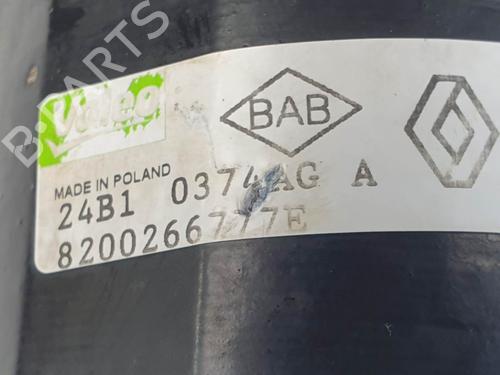 B-PARTS
Valeo
BAB
MADE IN POLAND
24B1 0374AG A
8200266777E